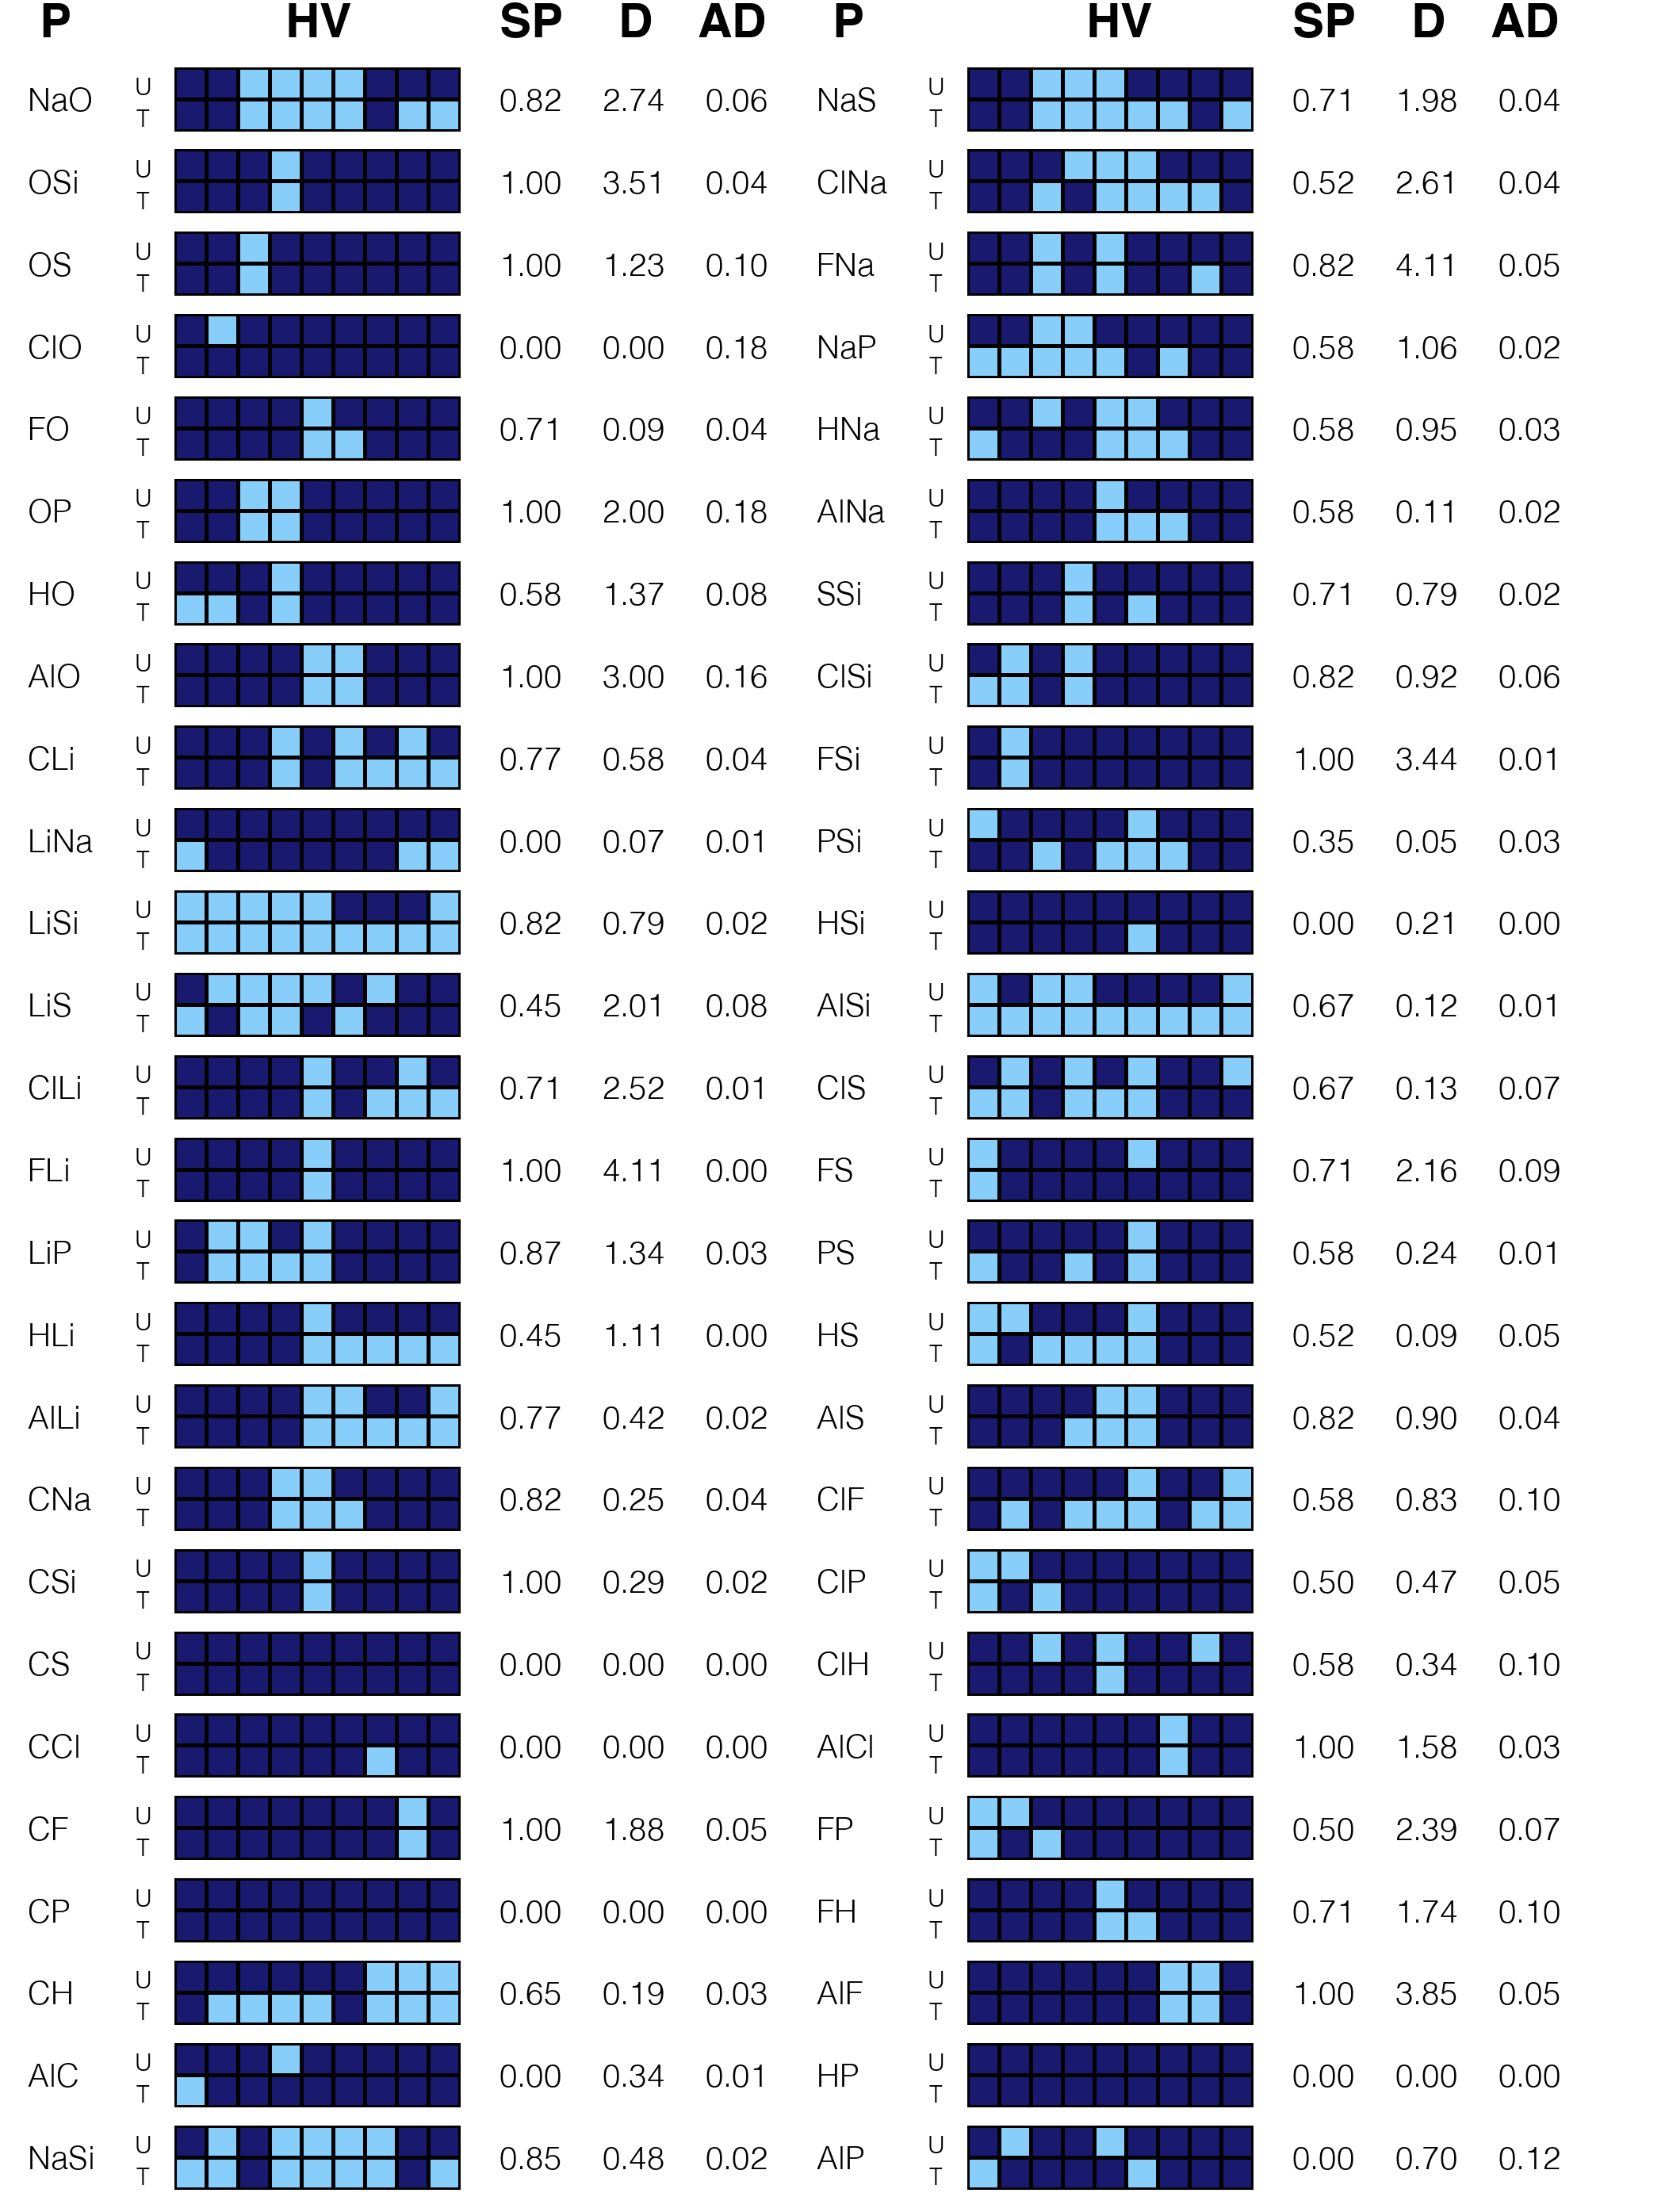 P HV SP D AD P HV SP D AD
NaO U T 0.82 2.74 0.06 NaS U T 0.71 1.98 0.04
OSi U T 1.00 3.51 0.04 ClNa U T 0.52 2.61 0.04
OS U T 1.00 1.23 0.10 FNa U T 0.82 4.11 0.05
ClO U T 0.00 0.00 0.18 NaP U T 0.58 1.06 0.02
FO U T 0.71 0.09 0.04 HNa U T 0.58 0.95 0.03
OP U T 1.00 2.00 0.18 AlNa U T 0.58 0.11 0.02
HO U T 0.58 1.37 0.08 SSi U T 0.71 0.79 0.02
AlO U T 1.00 3.00 0.16 ClSi U T 0.82 0.92 0.06
CLi U T 0.77 0.58 0.04 FSi U T 1.00 3.44 0.01
LiNa U T 0.00 0.07 0.01 PSi U T 0.35 0.05 0.03
LiSi U T 0.82 0.79 0.02 HSi U T 0.00 0.21 0.00
LiS U T 0.45 2.01 0.08 AlSi U T 0.67 0.12 0.01
ClLi U T 0.71 2.52 0.01 ClS U T 0.67 0.13 0.07
FLi U T 1.00 4.11 0.00 FS U T 0.71 2.16 0.09
LiP U T 0.87 1.34 0.03 PS U T 0.58 0.24 0.01
HLi U T 0.45 1.11 0.00 HS U T 0.52 0.09 0.05
AlLi U T 0.77 0.42 0.02 AlS U T 0.82 0.90 0.04
CNa U T 0.82 0.25 0.04 ClF U T 0.58 0.83 0.10
CSi U T 1.00 0.29 0.02 ClP U T 0.50 0.47 0.05
CS U T 0.00 0.00 0.00 ClH U T 0.58 0.34 0.10
CCl U T 0.00 0.00 0.00 AlCl U T 1.00 1.58 0.03
CF U T 1.00 1.88 0.05 FP U T 0.50 2.39 0.07
CP U T 0.00 0.00 0.00 FH U T 0.71 1.74 0.10
CH U T 0.65 0.19 0.03 AlF U T 1.00 3.85 0.05
AlC U T 0.00 0.34 0.01 HP U T 0.00 0.00 0.00
NaSi U T 0.85 0.48 0.02 AlP U T 0.00 0.70 0.12